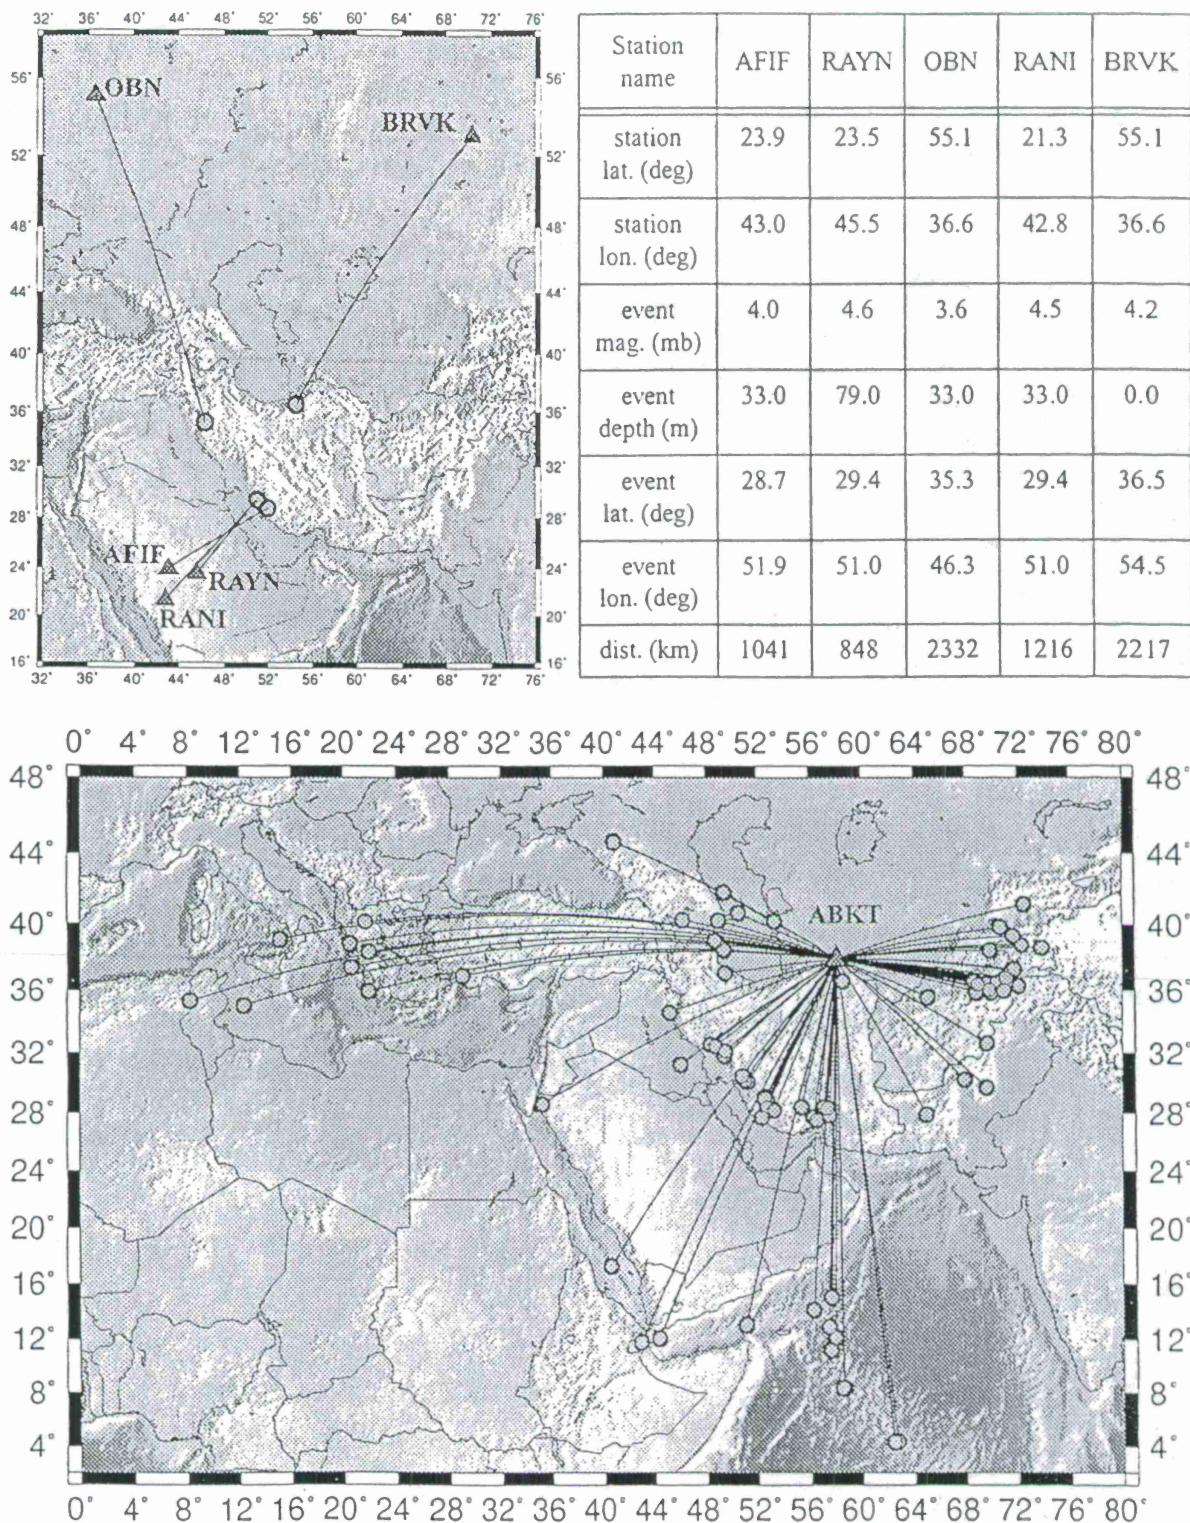 32° 36° 40° 44° 48° 52° 56° 60° 64° 68° 72° 76°
56° 56°
OBN
BRVK
52° 52°
48° 48°
44° 44°
40° 40°
36° 36°
32° 32°
28° 28°
AFIF
24° 24°
RAYN
RANI
20° 20°
16° 16°
32° 36° 40° 44° 48° 52° 56° 60° 64° 68° 72° 76°
Station name AFIF RAYN OBN RANI BRVK
station lat. (deg) 23.9 23.5 55.1 21.3 55.1
station lon. (deg) 43.0 45.5 36.6 42.8 36.6
event mag. (mb) 4.0 4.6 3.6 4.5 4.2
event depth (m) 33.0 79.0 33.0 33.0 0.0
event lat. (deg) 28.7 29.4 35.3 29.4 36.5
event lon. (deg) 51.9 51.0 46.3 51.0 54.5
dist. (km) 1041 848 2332 1216 2217
0° 4° 8° 12° 16° 20° 24° 28° 32° 36° 40° 44° 48° 52° 56° 60° 64° 68° 72° 76° 80°
48° 48°
44° 44°
40° 40°
ABKT
36° 36°
32° 32°
28° 28°
24° 24°
20° 20°
16° 16°
12° 12°
8° 8°
4° 4°
0° 4° 8° 12° 16° 20° 24° 28° 32° 36° 40° 44° 48° 52° 56° 60° 64° 68° 72° 76° 80°